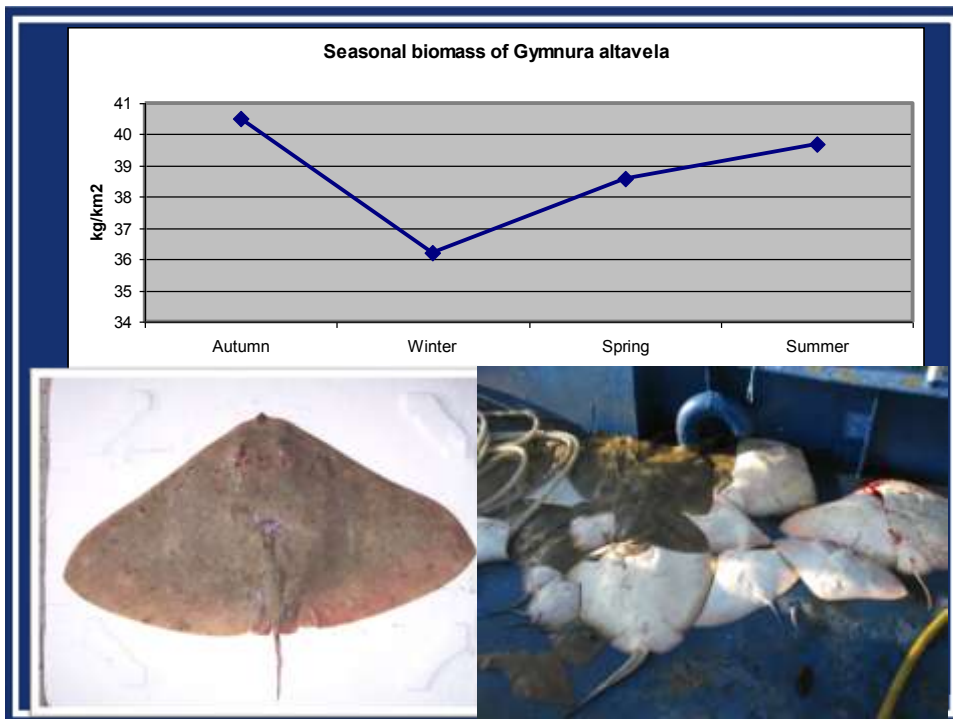 Seasonal biomass of Gymnura altavela
41
40
39
38
37
36
35
34
kg/km2
Autumn Winter Spring Summer